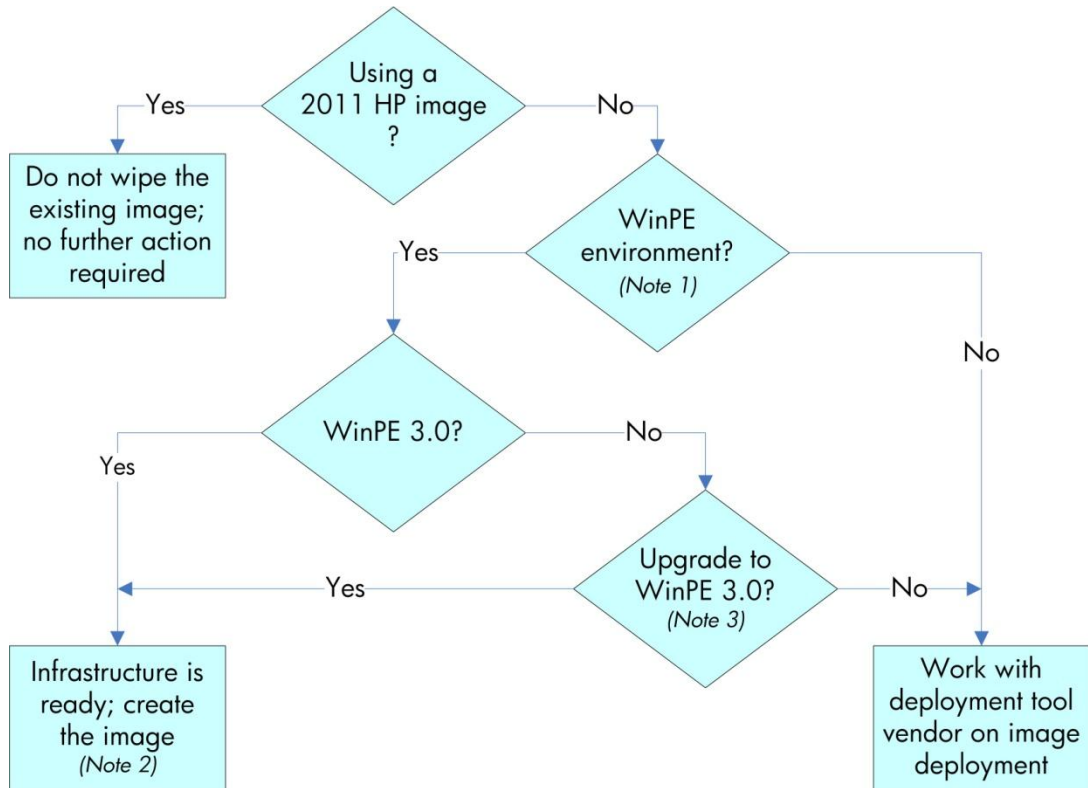 Using a
2011 HP image
?
Yes
No
Do not wipe the
existing image;
no further action
required
WinPE
environment?
(Note 1)
Yes
No
WinPE 3.0?
Yes
No
Upgrade to
WinPE 3.0?
(Note 3)
Yes
No
Infrastructure is
ready; create
the image
(Note 2)
Work with
deployment tool
vendor on image
deployment